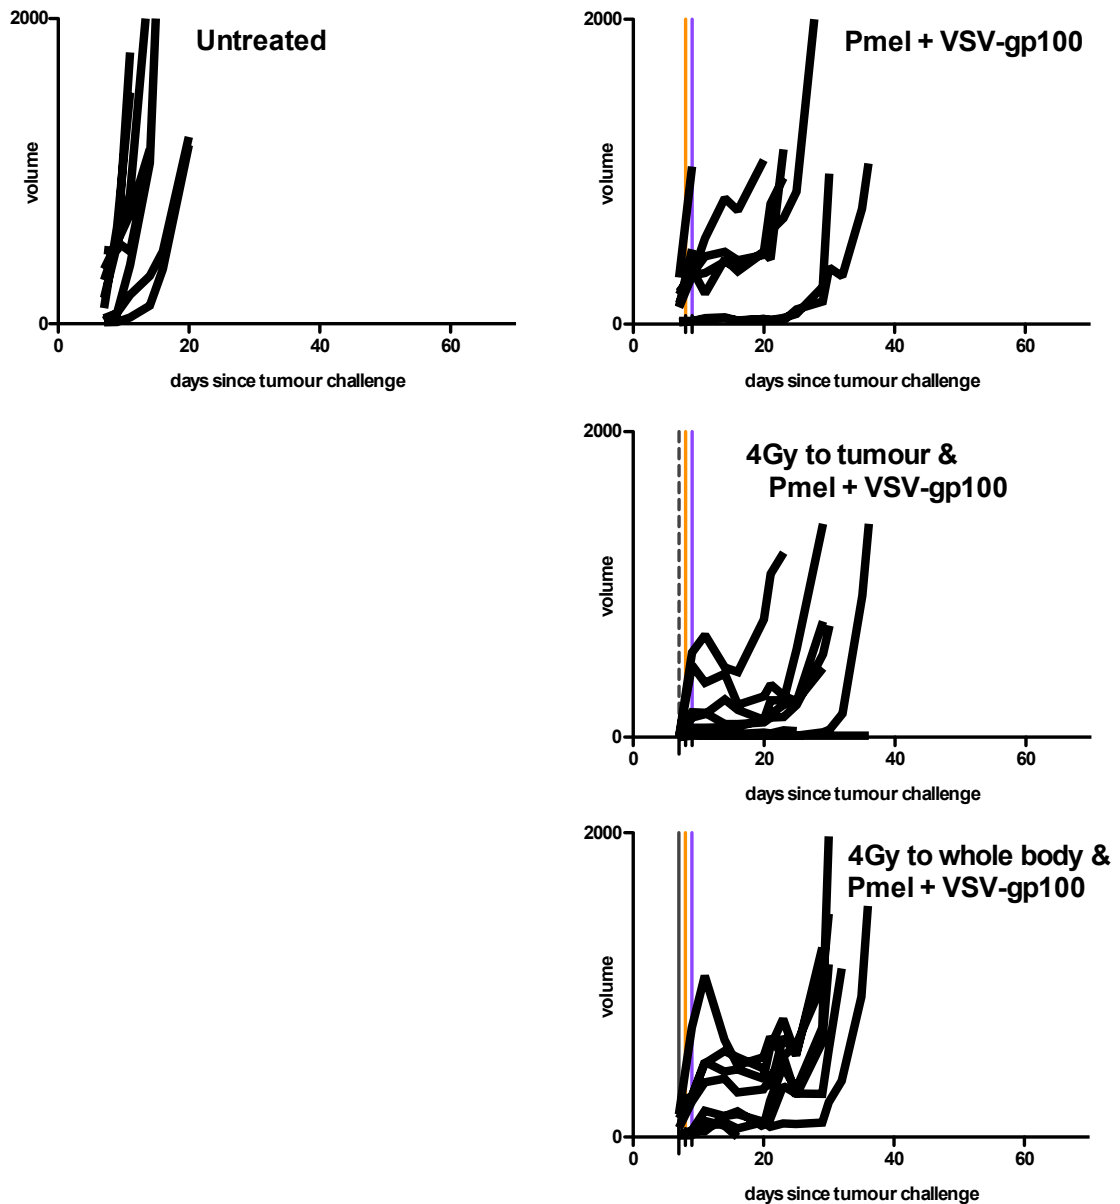 Untreated
2000
volume
0
0 20 40 60
days since tumour challenge
Pmel + VSV-gp100
2000
volume
0
0 20 40 60
days since tumour challenge
4Gy to tumour &
Pmel + VSV-gp100
2000
volume
0
0 20 40 60
days since tumour challenge
4Gy to whole body &
Pmel + VSV-gp100
2000
volume
0
0 20 40 60
days since tumour challenge